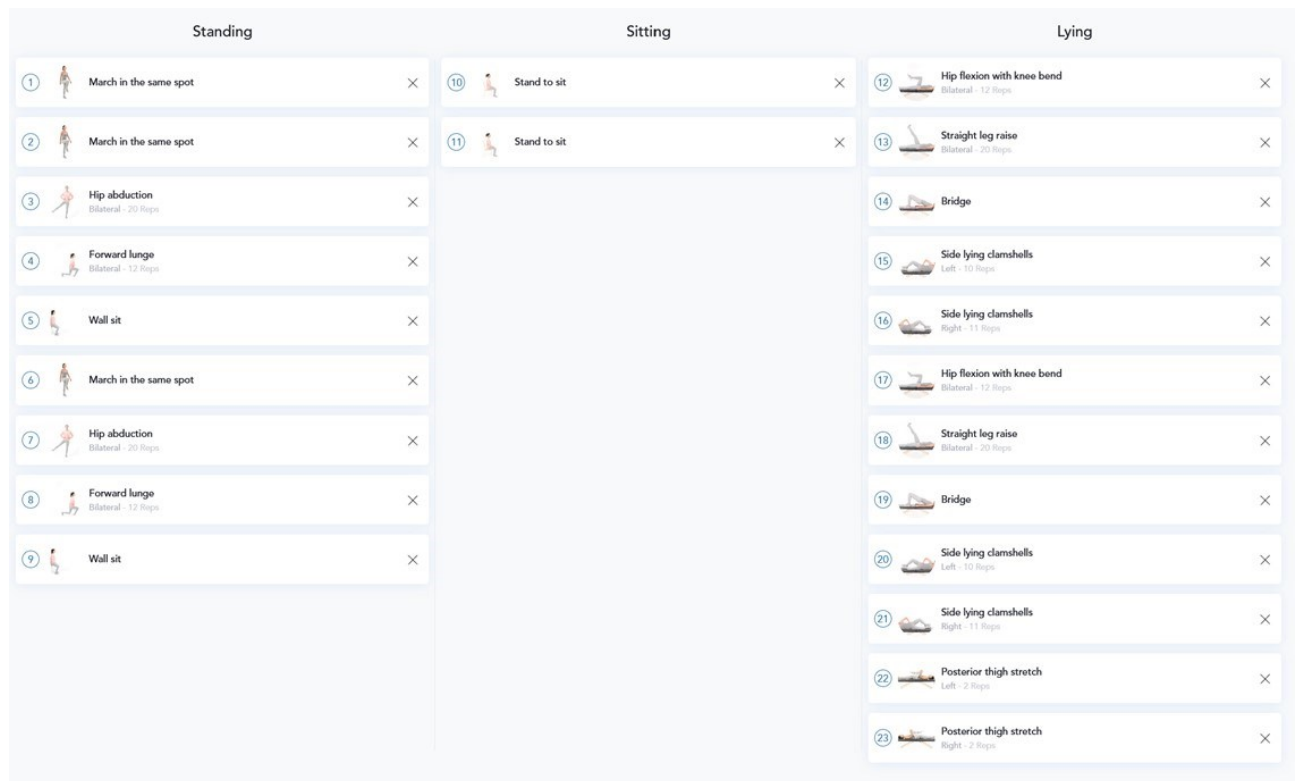 Standing
1
March in the same spot
2
March in the same spot
3
Hip abduction
Bilateral - 20 Reps
4
Forward lunge
Bilateral - 12 Reps
5
Wall sit
6
March in the same spot
7
Hip abduction
Bilateral - 20 Reps
8
Forward lunge
Bilateral - 12 Reps
9
Wall sit
Sitting
10
Stand to sit
11
Stand to sit
Lying
12
Hip flexion with knee bend
Bilateral - 12 Reps
13
Straight leg raise
Bilateral - 20 Reps
14
Bridge
15
Side lying clamshells
Left - 10 Reps
16
Side lying clamshells
Right - 11 Reps
17
Hip flexion with knee bend
Bilateral - 12 Reps
18
Straight leg raise
Bilateral - 20 Reps
19
Bridge
20
Side lying clamshells
Left - 10 Reps
21
Side lying clamshells
Right - 11 Reps
22
Posterior thigh stretch
Left - 2 Reps
23
Posterior thigh stretch
Right - 2 Reps